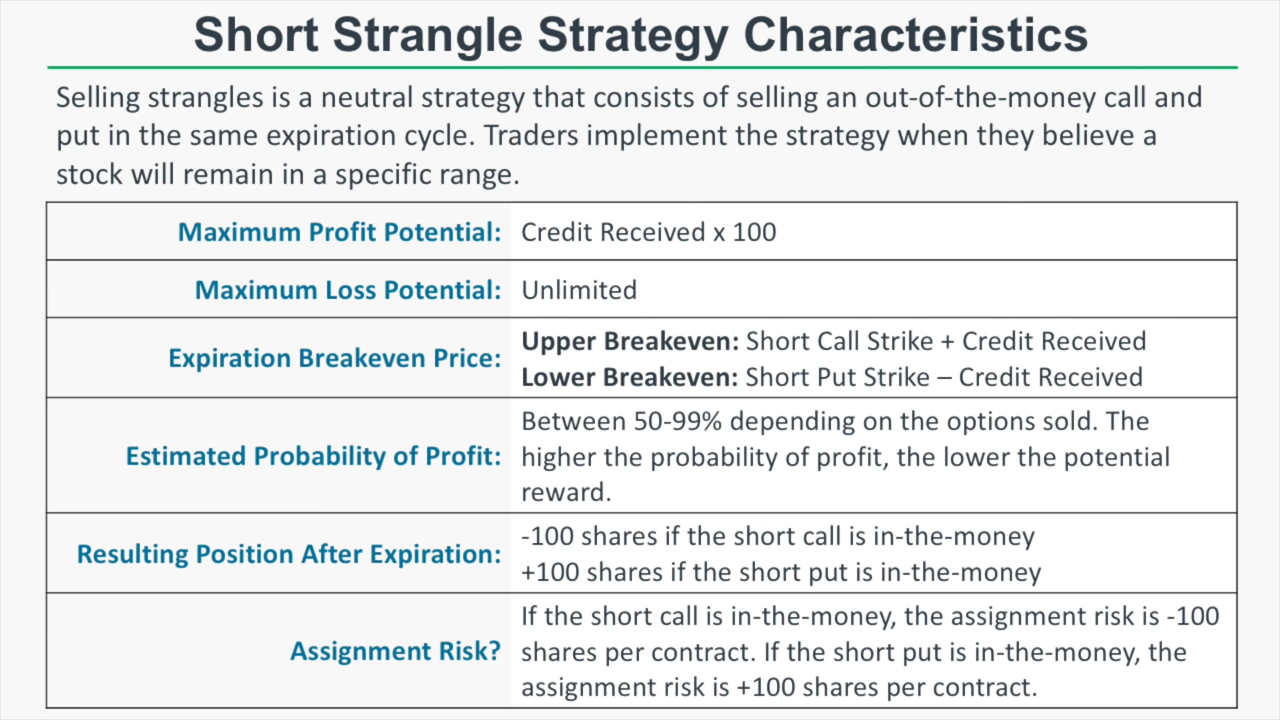 Short Strangle Strategy Characteristics
Selling strangles is a neutral strategy that consists of selling an out-of-the-money call and
put in the same expiration cycle. Traders implement the strategy when they believe a
stock will remain in a specific range.
Maximum Profit Potential: Credit Received x 100
Maximum Loss Potential: Unlimited
Expiration Breakeven Price:
Upper Breakeven: Short Call Strike + Credit Received
Lower Breakeven: Short Put Strike – Credit Received
Estimated Probability of Profit:
Between 50-99% depending on the options sold. The
higher the probability of profit, the lower the potential
reward.
Resulting Position After Expiration:
-100 shares if the short call is in-the-money
+100 shares if the short put is in-the-money
Assignment Risk?
If the short call is in-the-money, the assignment risk is -100
shares per contract. If the short put is in-the-money, the
assignment risk is +100 shares per contract.